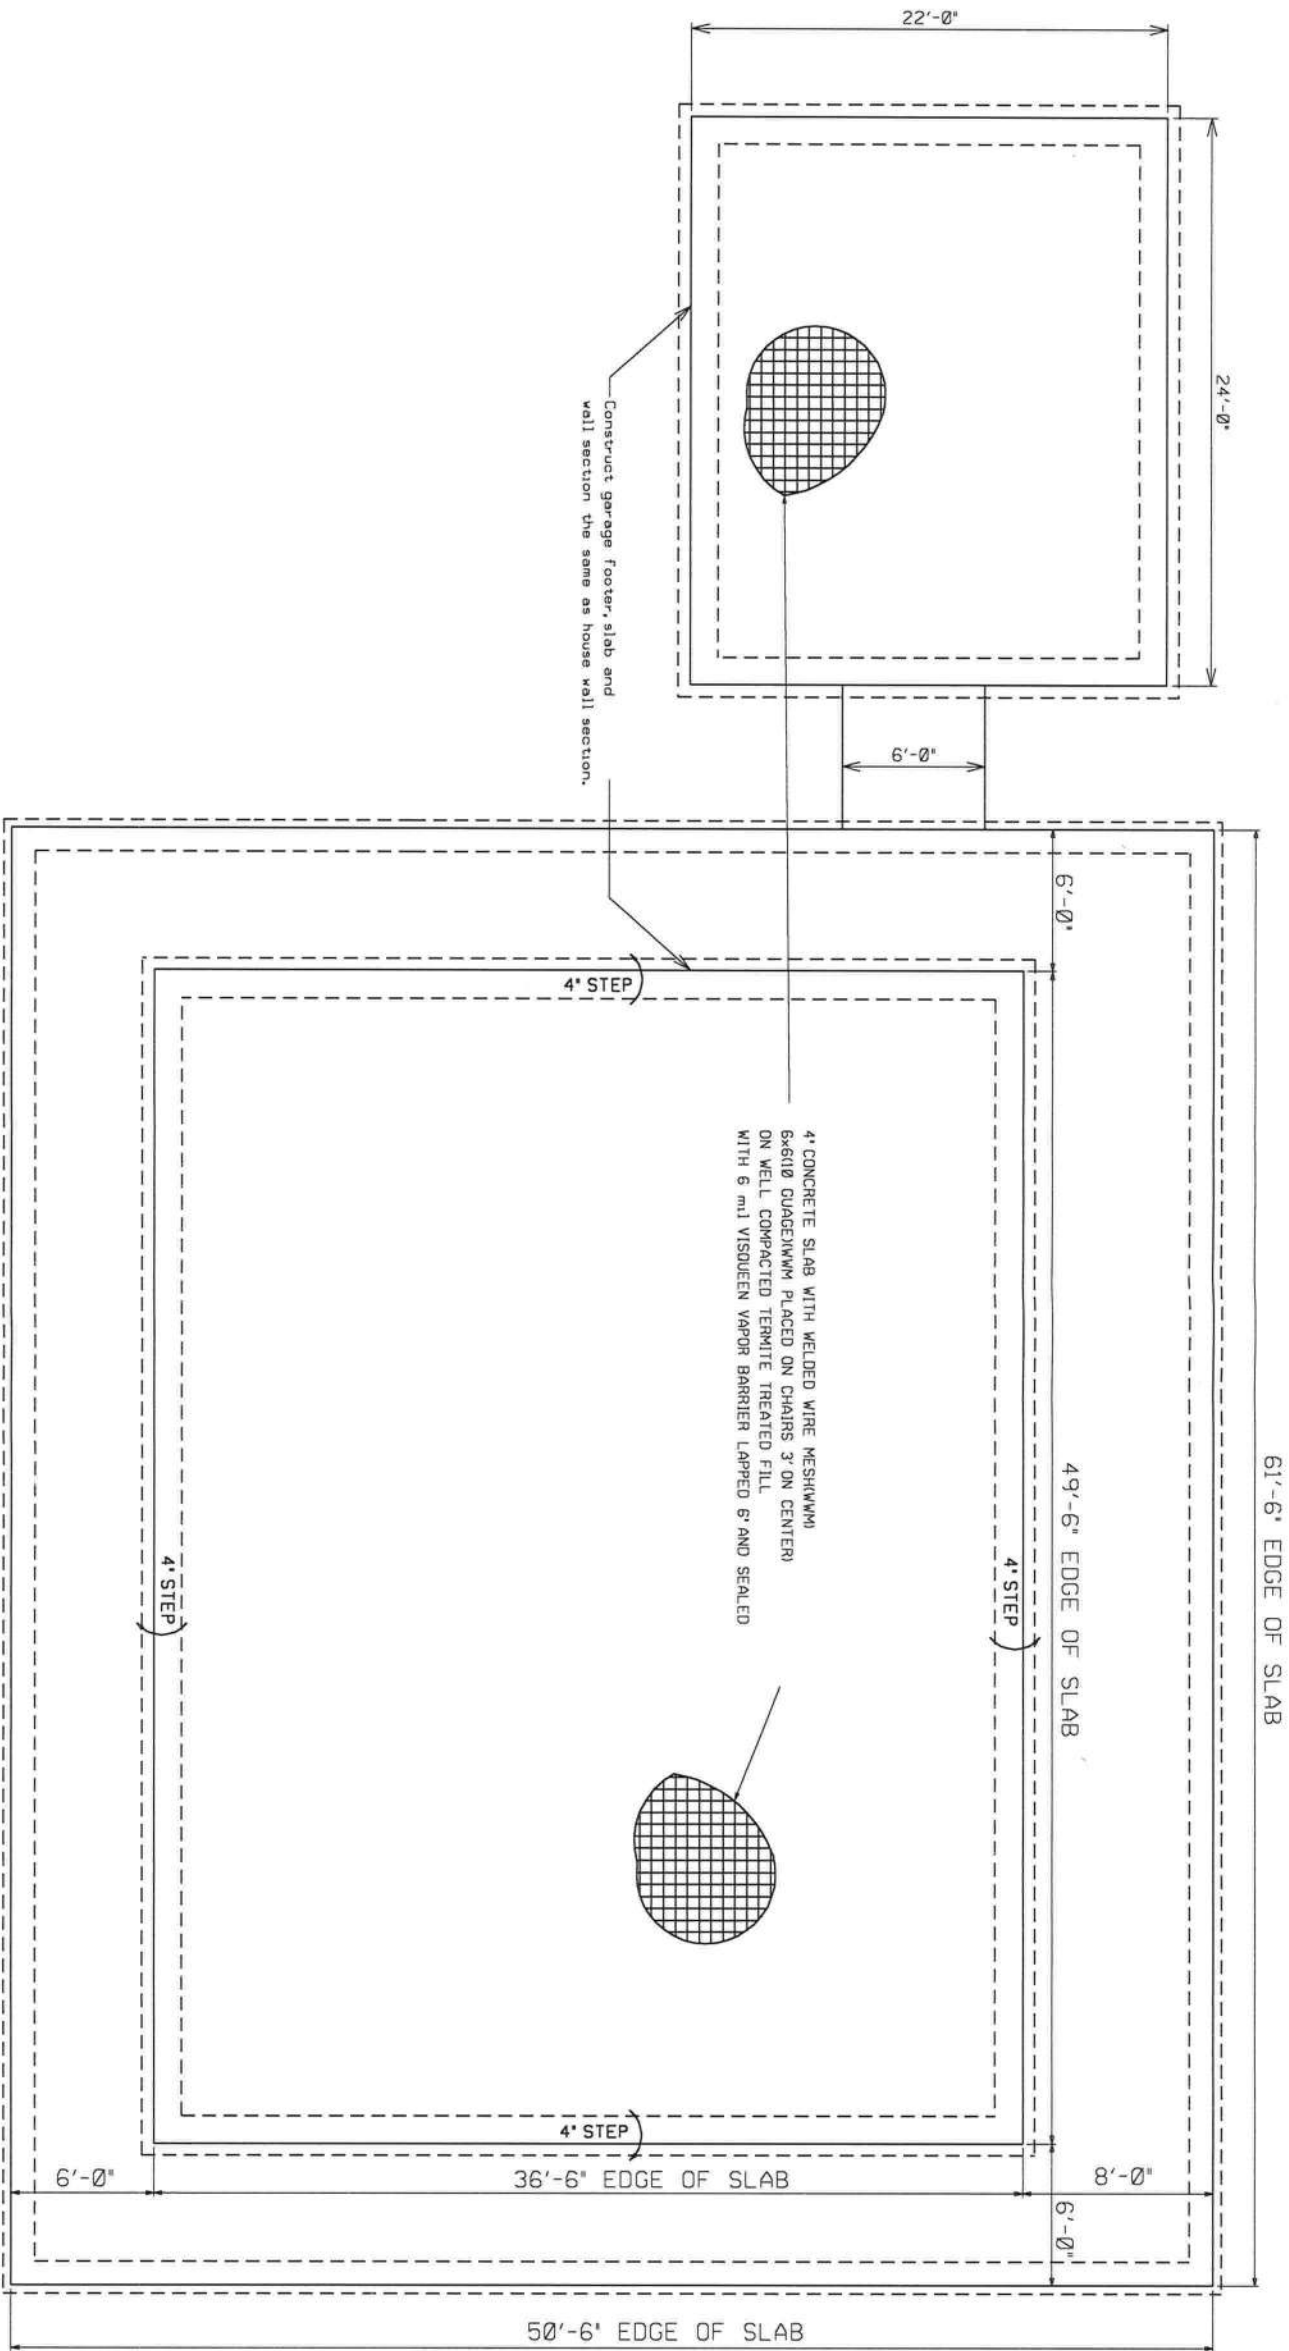 22'-0"
24'-0"
Construct garage footer, slab and
wall section the same as house wall section.
6'-0"
6'-0"
4" STEP
4" CONCRETE SLAB WITH WELDED WIRE MESH(WWM)
6x6(10 GUAGE)(WWM PLACED ON CHAIRS 3' ON CENTER)
ON WELL COMPACTED TERMITE TREATED FILL
WITH 6 mil VISQUEEN VAPOR BARRIER LAPPED 6" AND SEALED
61'-6" EDGE OF SLAB
49'-6" EDGE OF SLAB
4" STEP
4" STEP
4" STEP
6'-0"
36'-6" EDGE OF SLAB
8'-0"
6'-0"
50'-6" EDGE OF SLAB